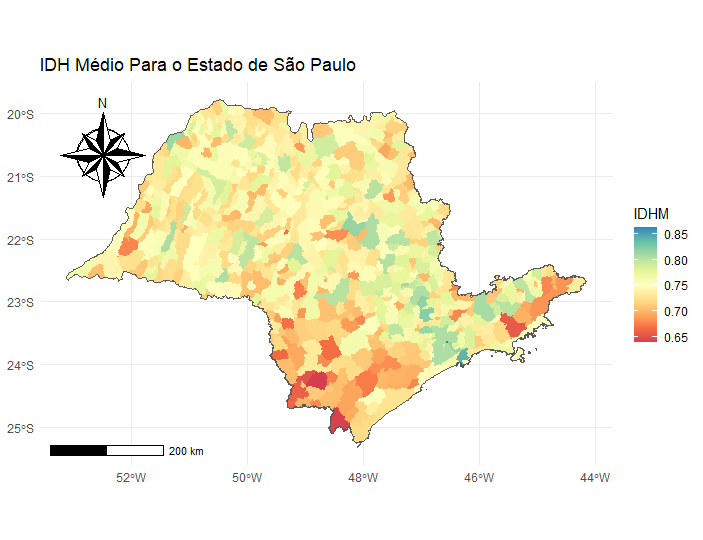 IDH Médio Para o Estado de São Paulo
N
20°S
21°S
22°S
23°S
24°S
25°S
200 km
52°W
50°W
48°W
46°W
44°W
IDHM
0.85
0.80
0.75
0.70
0.65